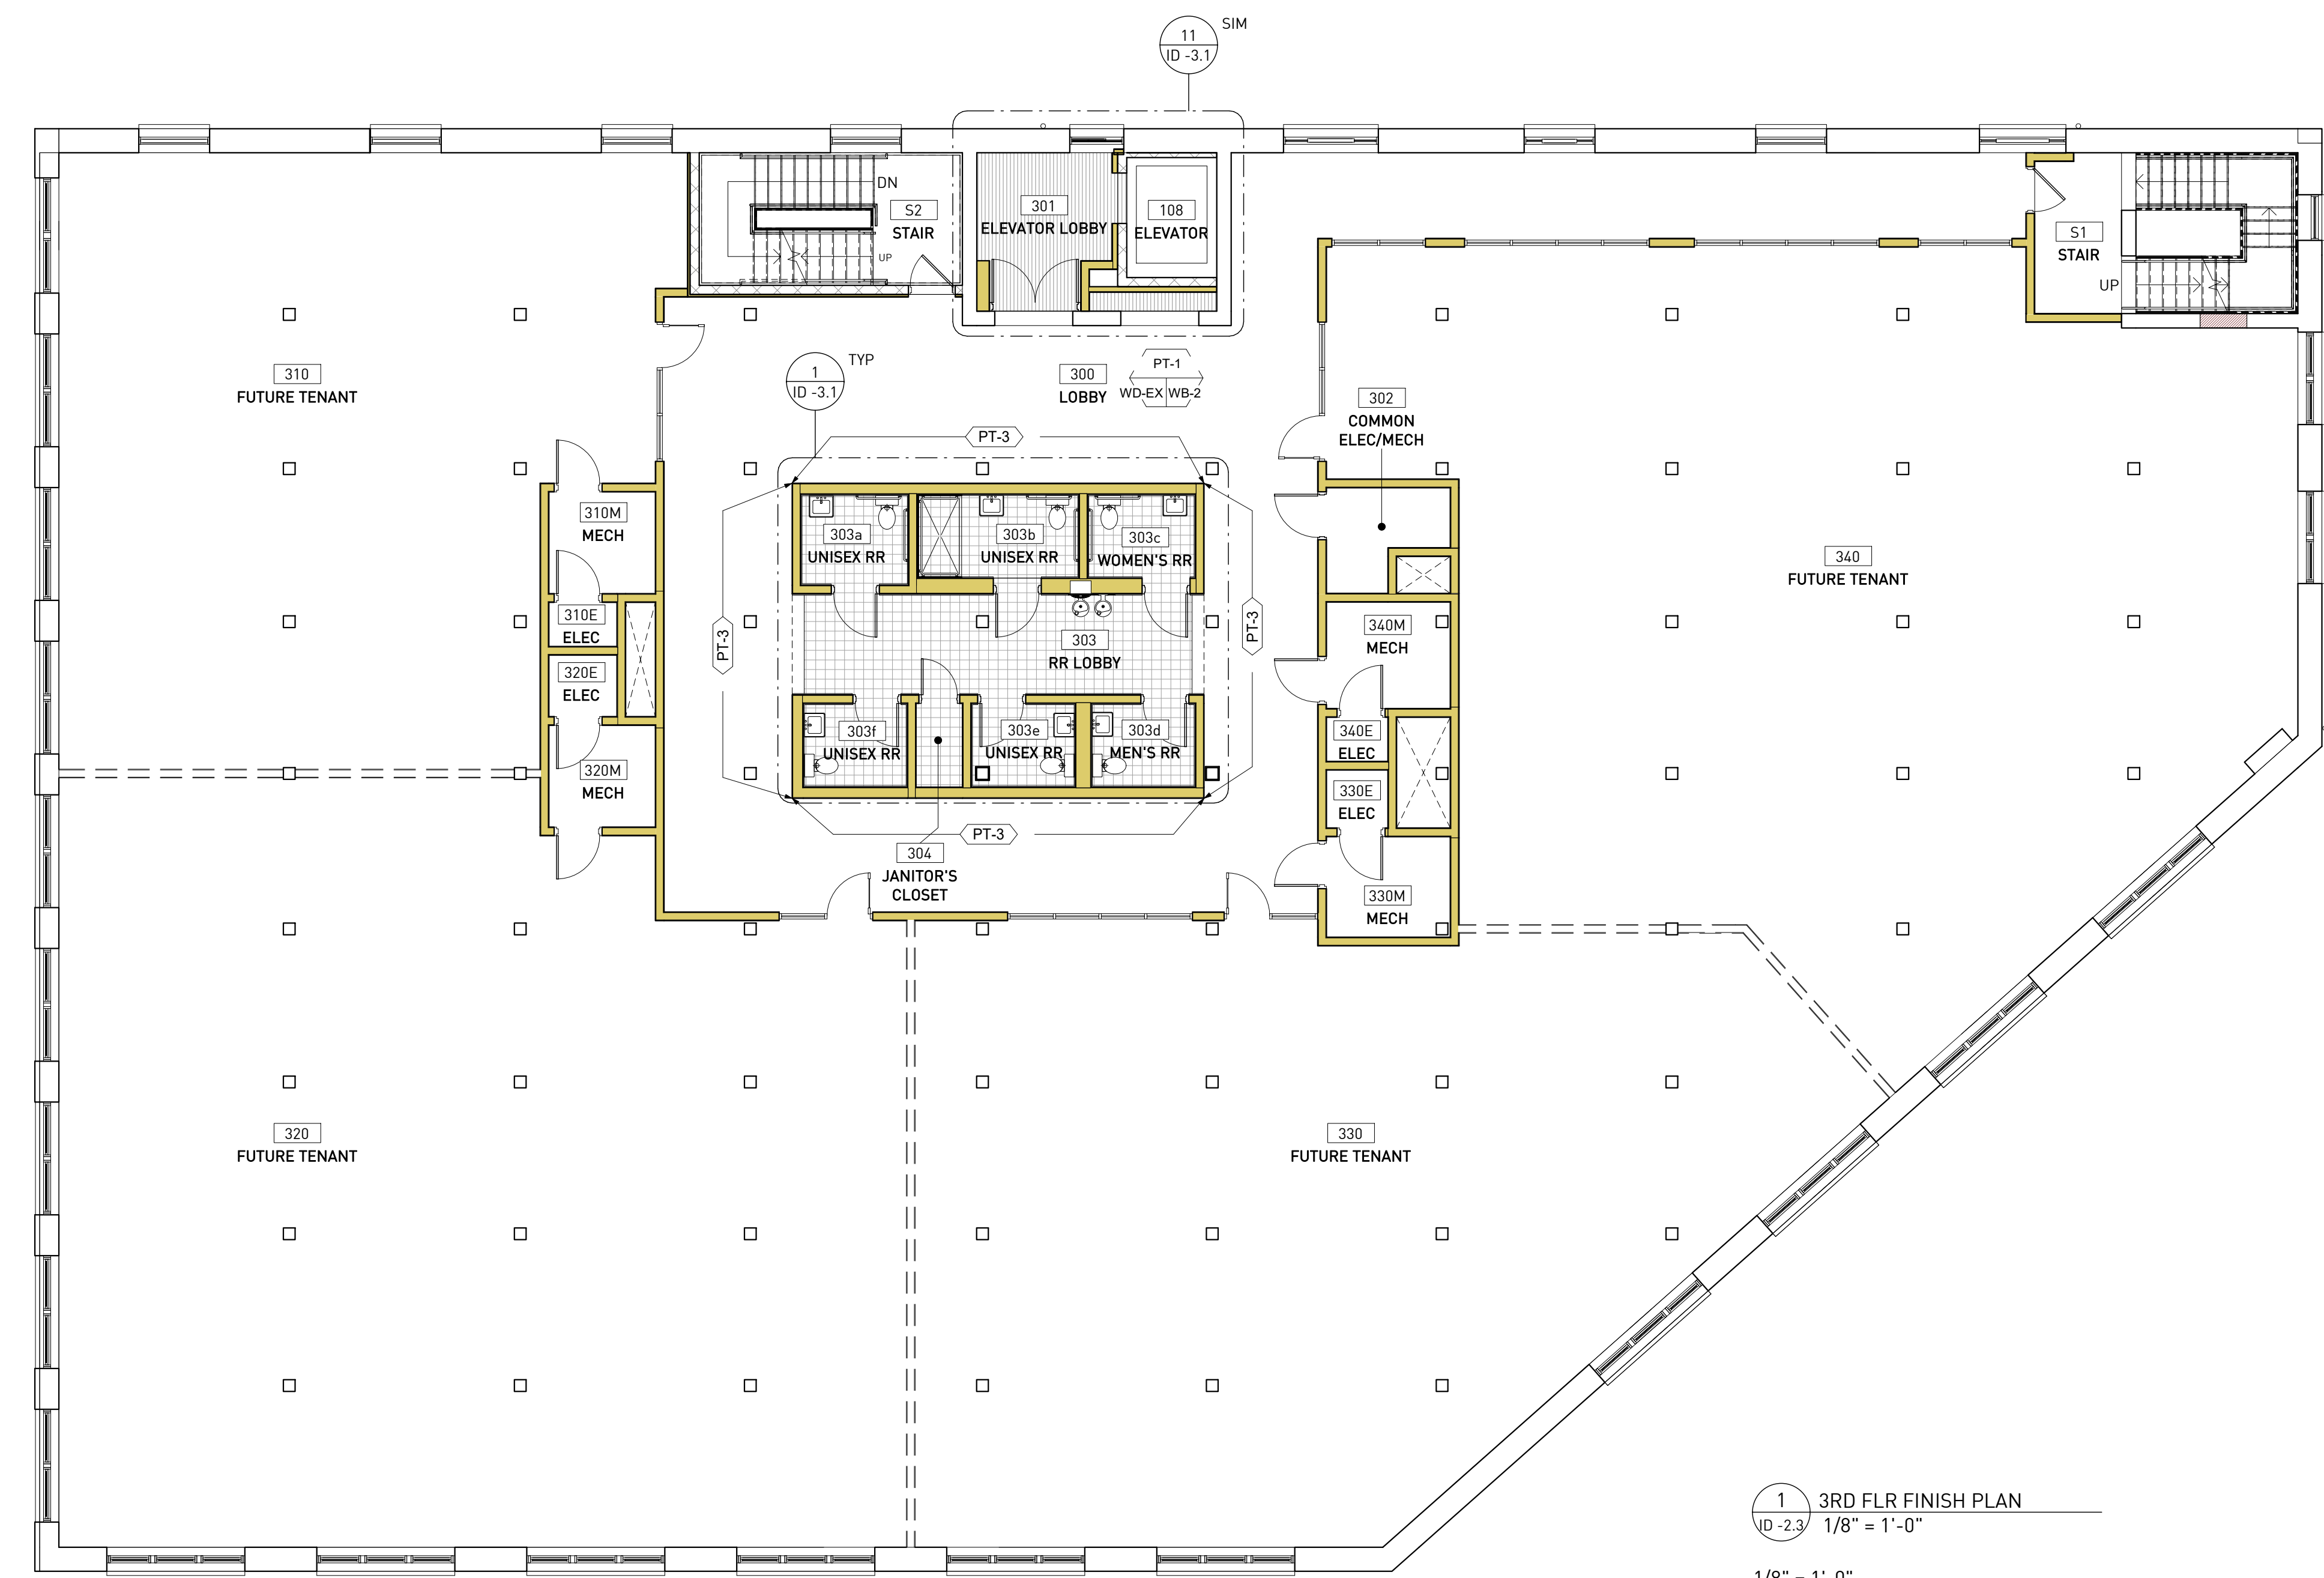 11
ID -3.1
SIM
DN
S2
STAIR
UP
301
ELEVATOR LOBBY
108
ELEVATOR
S1
STAIR
UP
310
FUTURE TENANT
1
ID -3.1
TYP
300
LOBBY
PT-1
WD-EX
WB-2
302
COMMON
ELEC/MECH
PT-3
310M
MECH
303a
UNISEX RR
303b
UNISEX RR
303c
WOMEN'S RR
340
FUTURE TENANT
310E
ELEC
PT-3
303
RR LOBBY
PT-3
340M
MECH
320E
ELEC
303f
UNISEX RR
303e
UNISEX RR
303d
MEN'S RR
340E
ELEC
320M
MECH
330E
ELEC
PT-3
304
JANITOR'S
CLOSET
330M
MECH
320
FUTURE TENANT
330
FUTURE TENANT
1
ID -2.3
3RD FLR FINISH PLAN
1/8" = 1'-0"
1/8" = 1'-0"